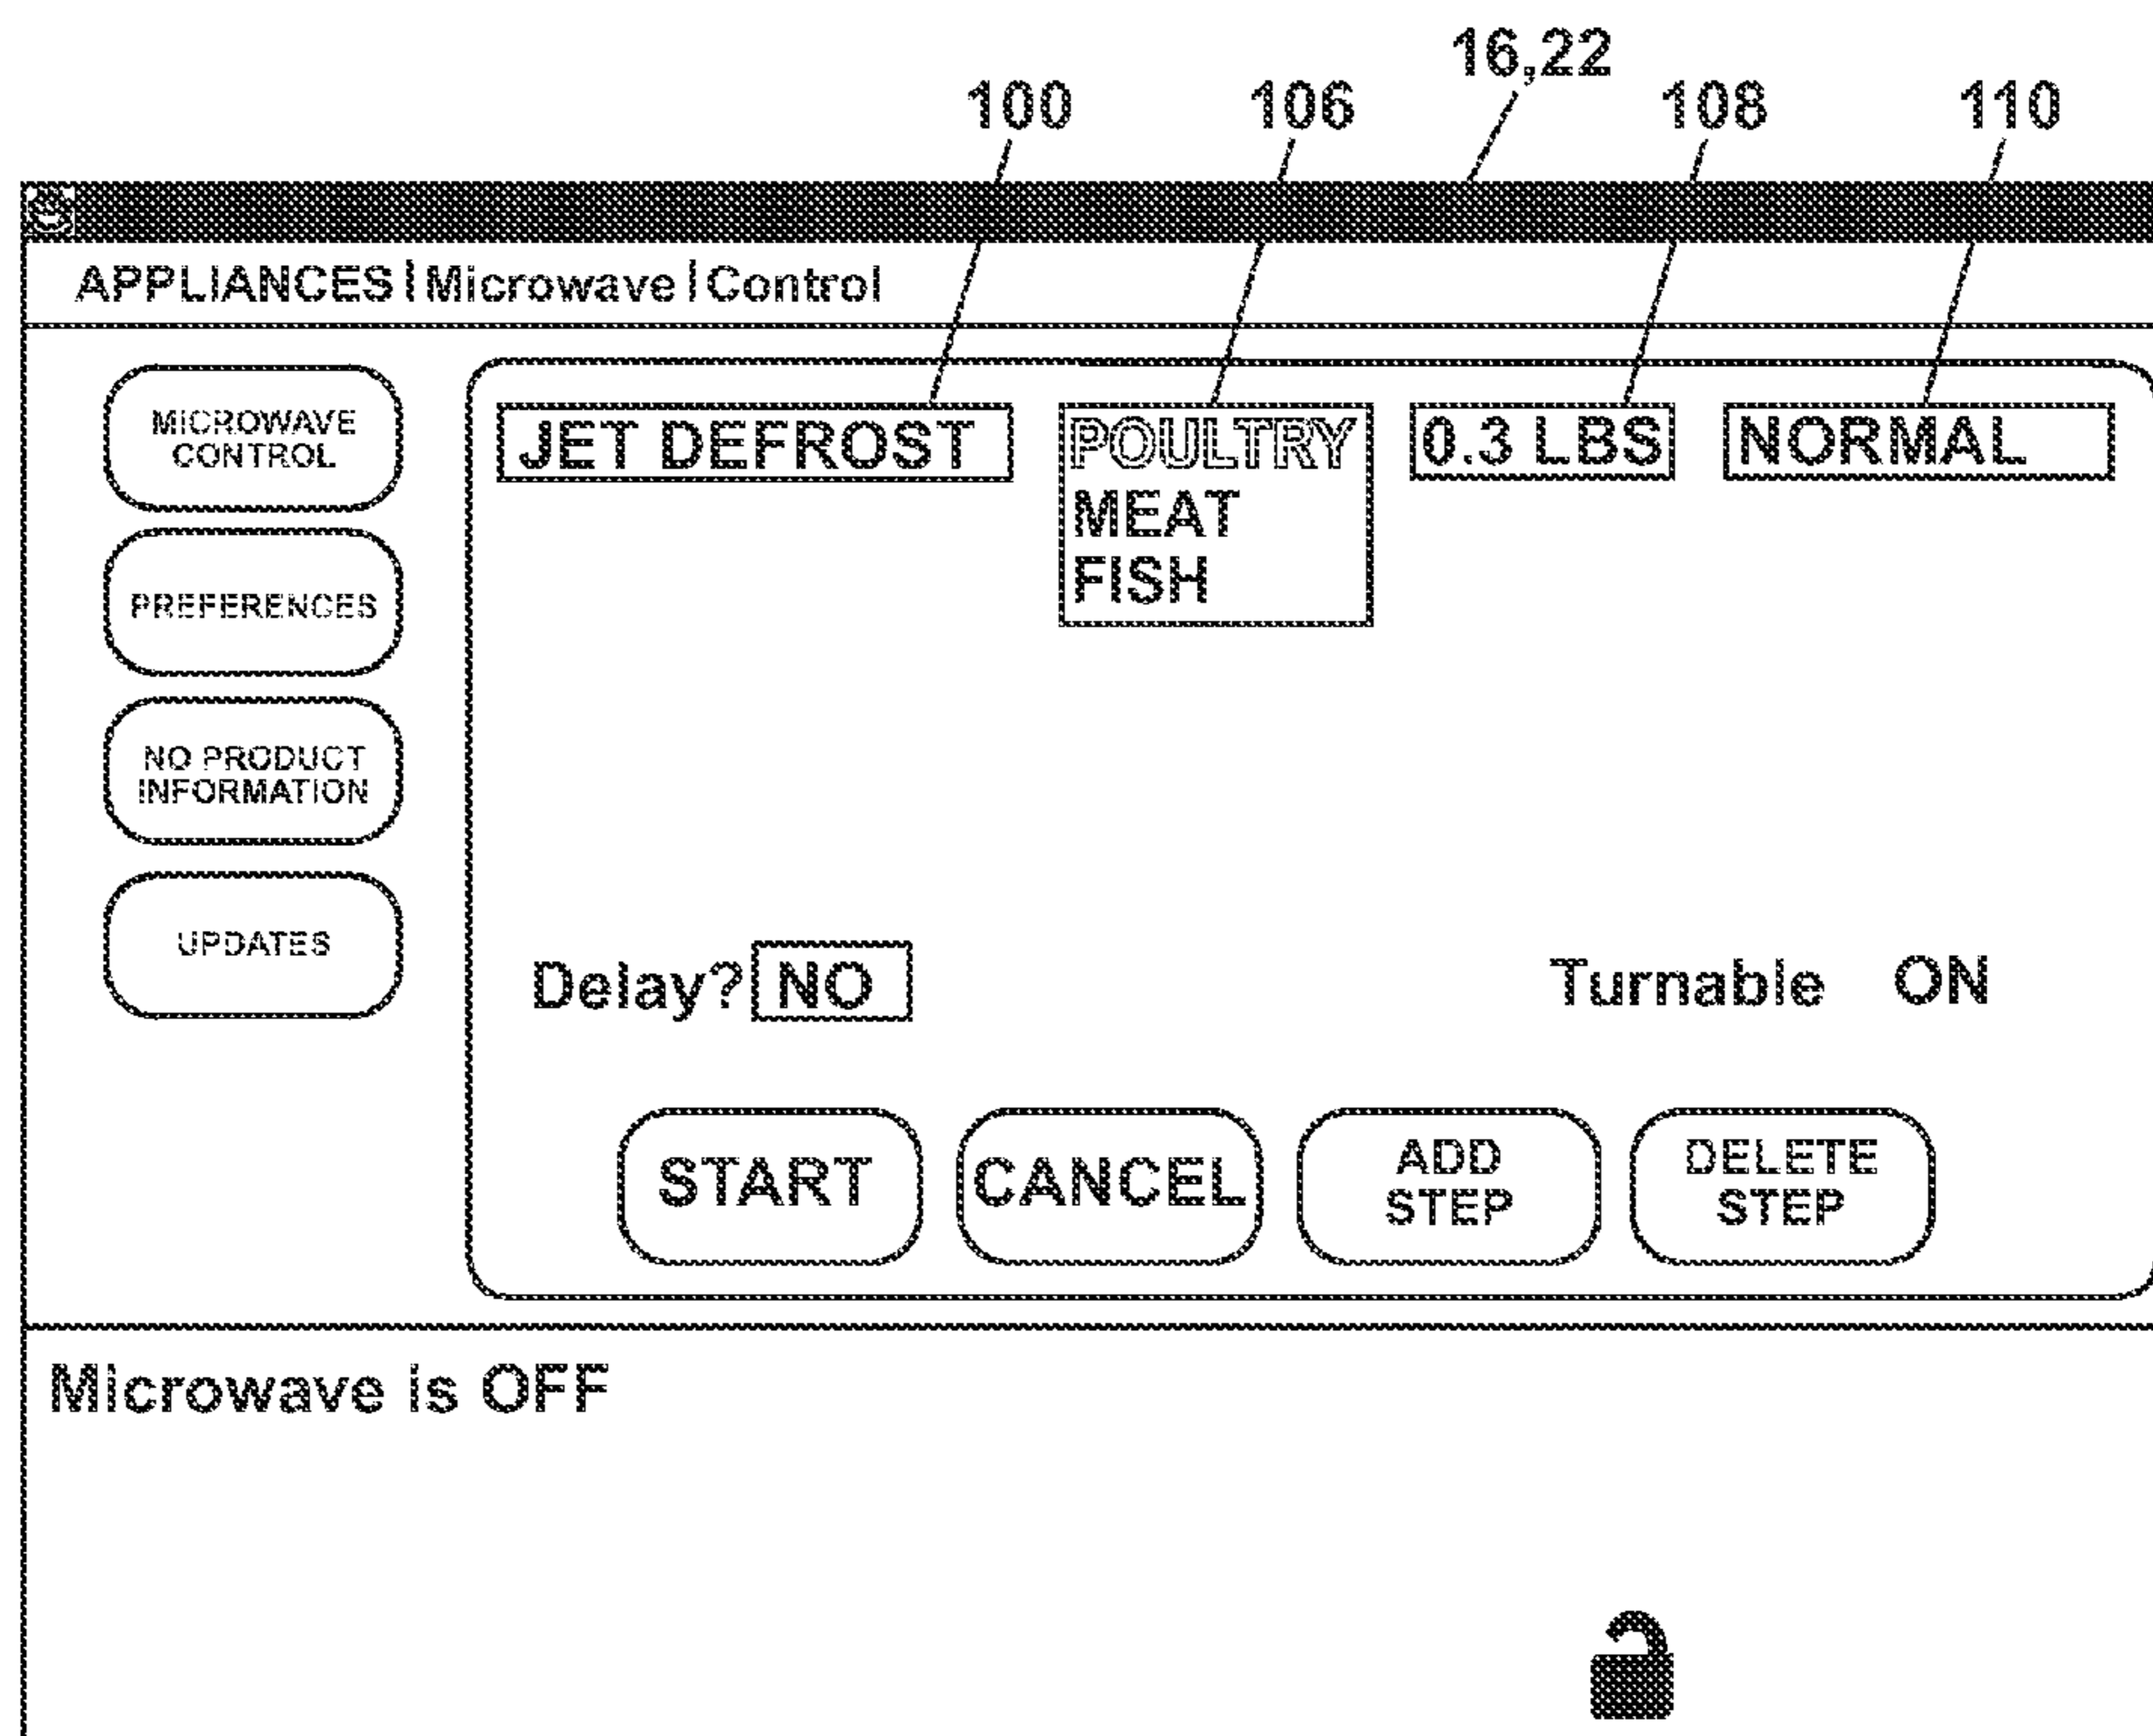 16,22
100 106 108 110
APPLIANCES | Microwave | Control
MICROWAVE
CONTROL
PREFERENCES
NO PRODUCT
INFORMATION
UPDATES
JET DEFROST POULTRY 0.3 LBS NORMAL
MEAT
FISH
Delay? NO Turnable ON
START CANCEL ADD STEP DELETE STEP
Microwave is OFF